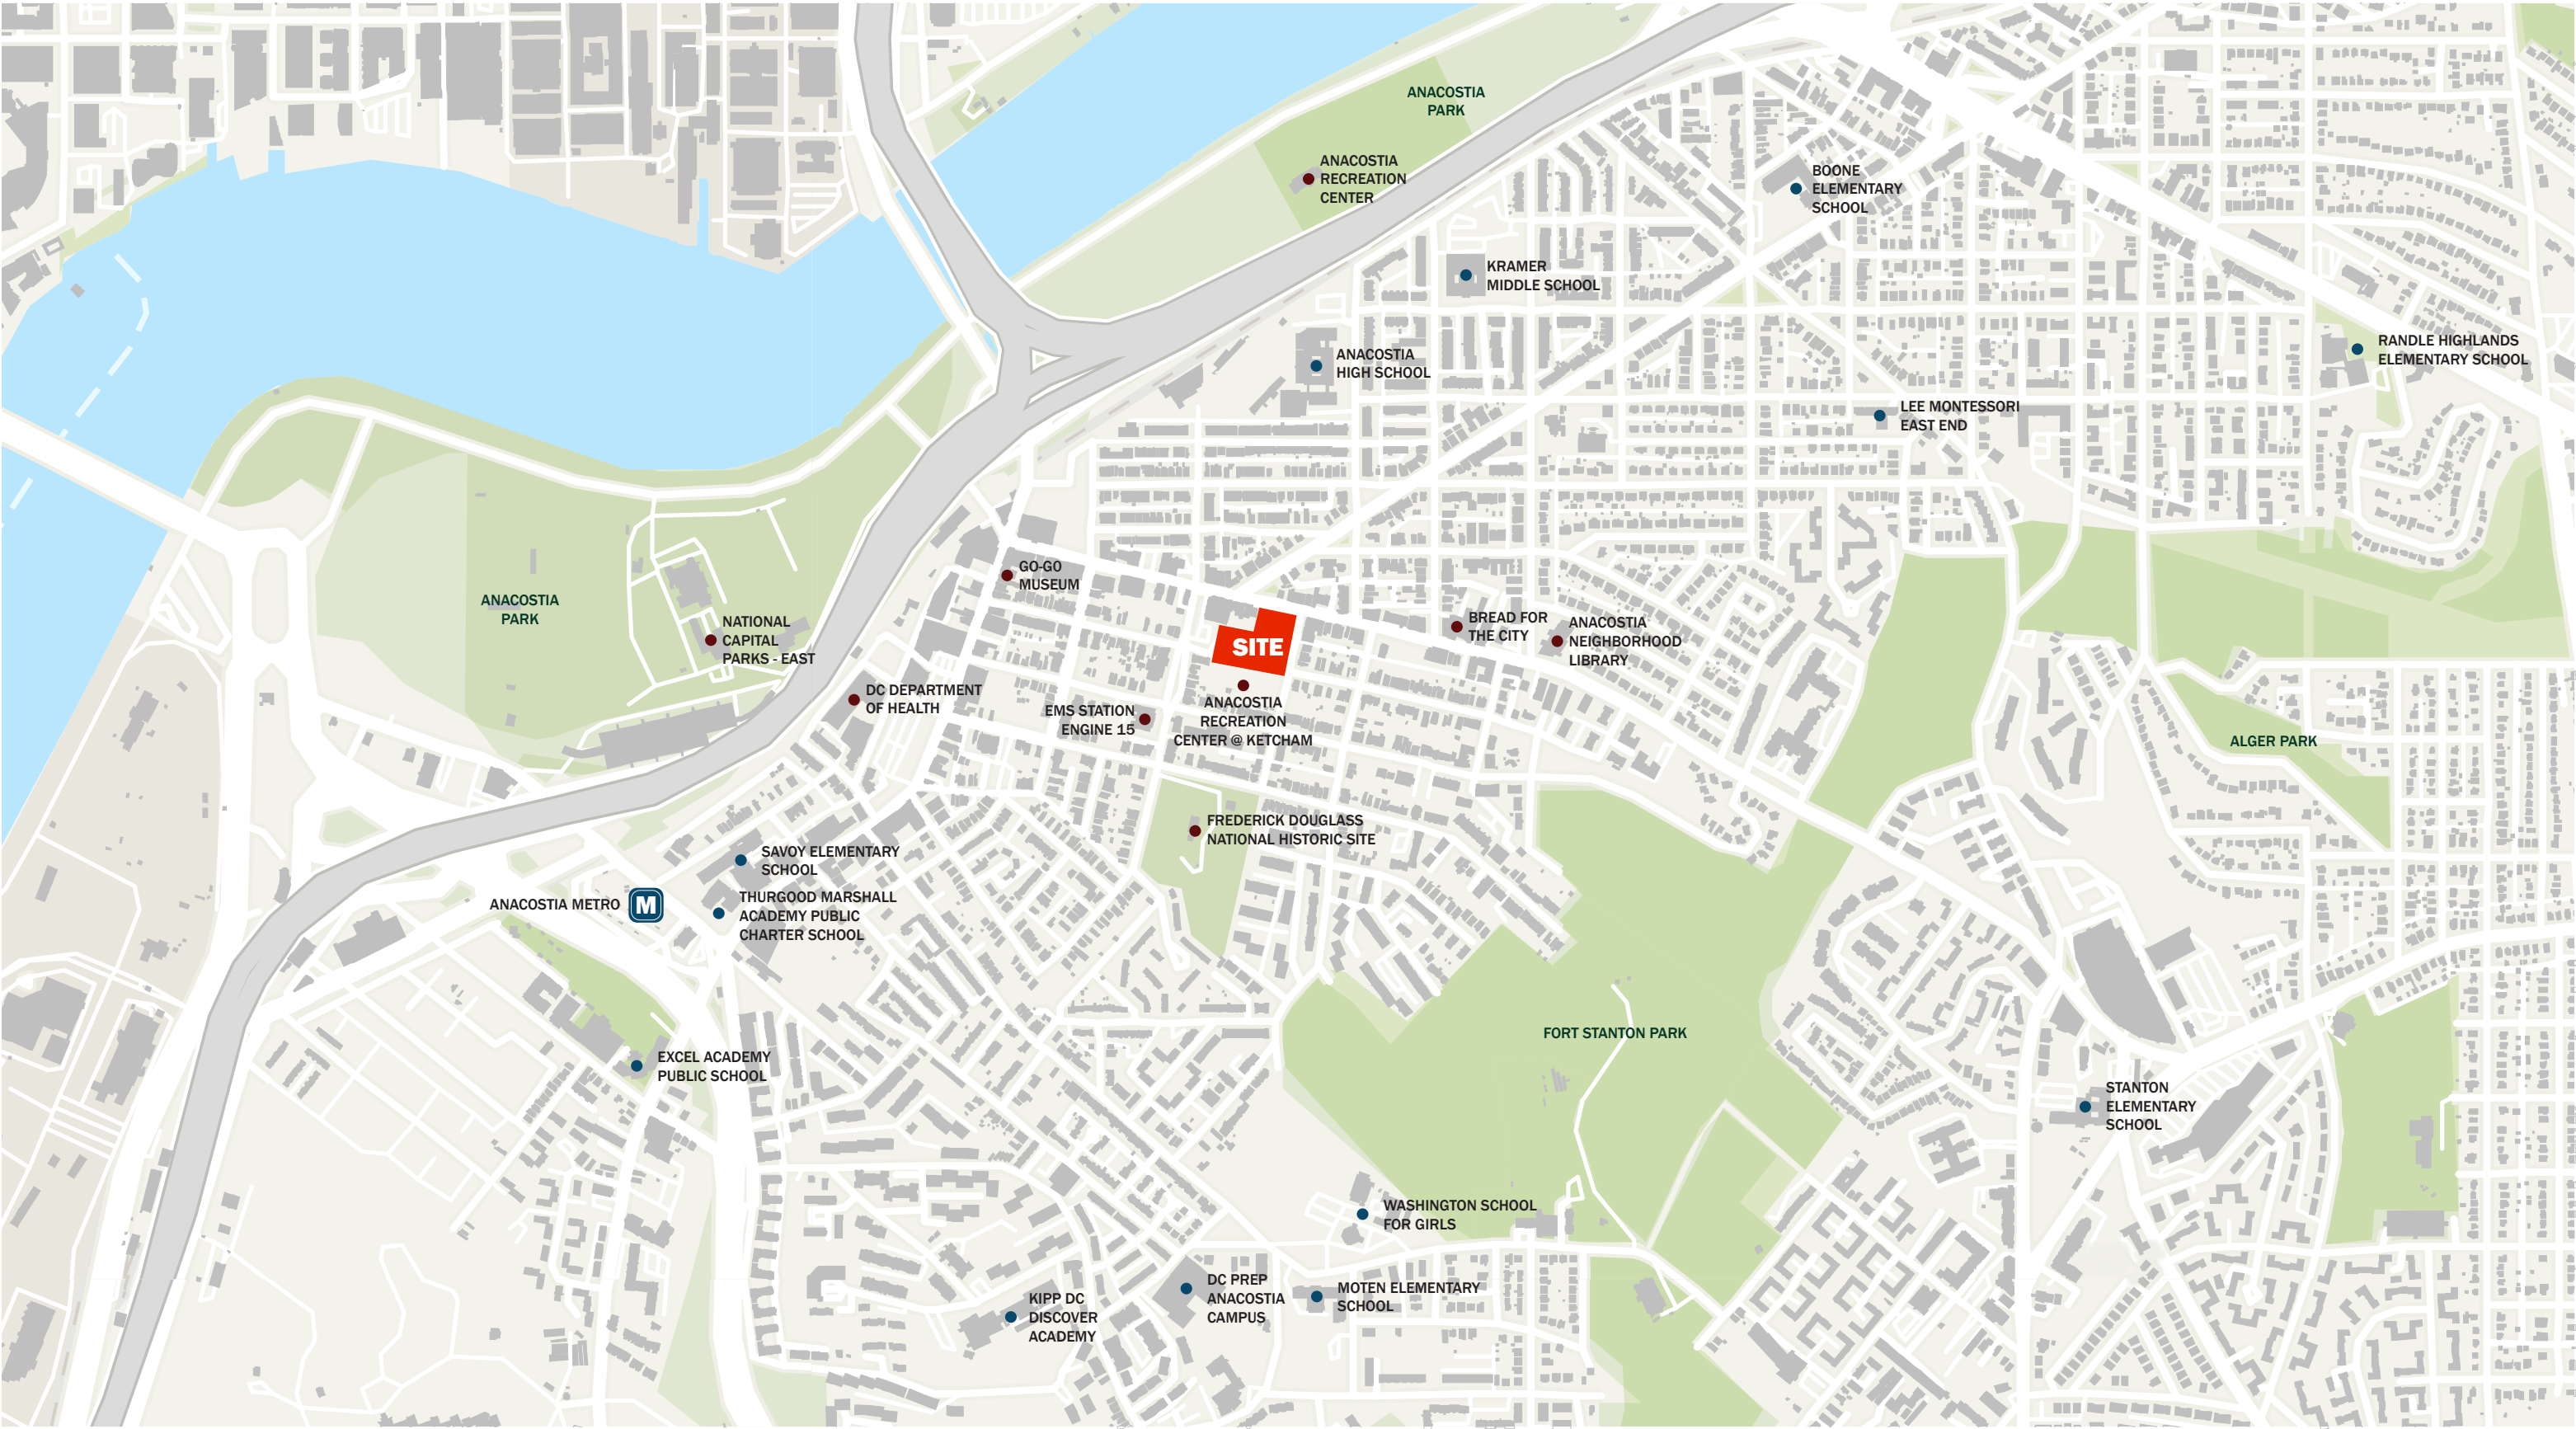 ANACOSTIA
PARK
ANACOSTIA
RECREATION
CENTER
BOONE
ELEMENTARY
SCHOOL
KRAMER
MIDDLE SCHOOL
ANACOSTIA
HIGH SCHOOL
RANDLE HIGHLANDS
ELEMENTARY SCHOOL
LEE MONTESSORI
EAST END
GO-GO
MUSEUM
ANACOSTIA
PARK
NATIONAL
CAPITAL
PARKS - EAST
SITE
BREAD FOR
THE CITY
ANACOSTIA
NEIGHBORHOOD
LIBRARY
DC DEPARTMENT
OF HEALTH
EMS STATION
ENGINE 15
ANACOSTIA
RECREATION
CENTER @ KETCHAM
ALGER PARK
FREDERICK DOUGLASS
NATIONAL HISTORIC SITE
SAVOY ELEMENTARY
SCHOOL
ANACOSTIA METRO
M
THURGOOD MARSHALL
ACADEMY PUBLIC
CHARTER SCHOOL
FORT STANTON PARK
EXCEL ACADEMY
PUBLIC SCHOOL
STANTON
ELEMENTARY
SCHOOL
WASHINGTON SCHOOL
FOR GIRLS
DC PREP
ANACOSTIA
CAMPUS
MOTEN ELEMENTARY
SCHOOL
KIPP DC
DISCOVER
ACADEMY